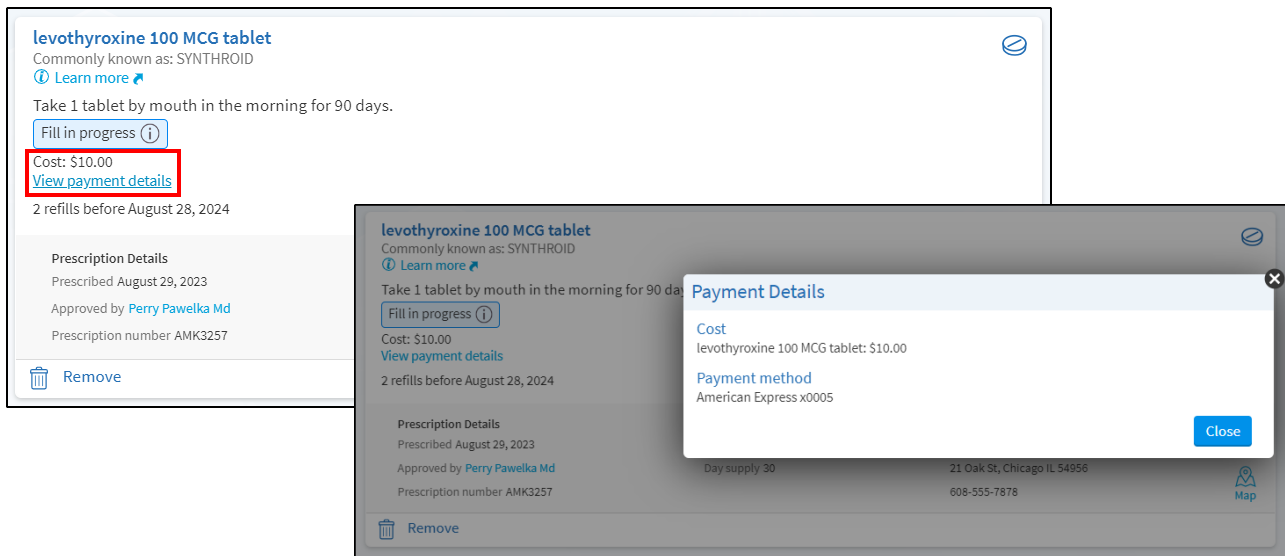 levothyroxine 100 MCG tablet
Commonly known as: SYNTHROID
Learn more
Take 1 tablet by mouth in the morning for 90 days.
Fill in progress
Cost: $10.00
View payment details
2 refills before August 28, 2024
Prescription Details
Prescribed August 29, 2023
Approved by Perry Pawelka Md
Prescription number AMK3257
Remove
levothyroxine 100 MCG tablet
Commonly known as: SYNTHROID
Learn more
Take 1 tablet by mouth in the morning for 90
Fill in progress
Cost: $10.00
View payment details
2 refills before August 28, 2024
Prescription Details
Prescribed August 29, 2023
Approved by Perry Pawelka Md
Prescription number AMK3257
Day supply 30
21 Oak St, Chicago IL 54956
608-555-7878
Map
Remove
Payment Details
Cost
levothyroxine 100 MCG tablet: $10.00
Payment method
American Express x0005
Close